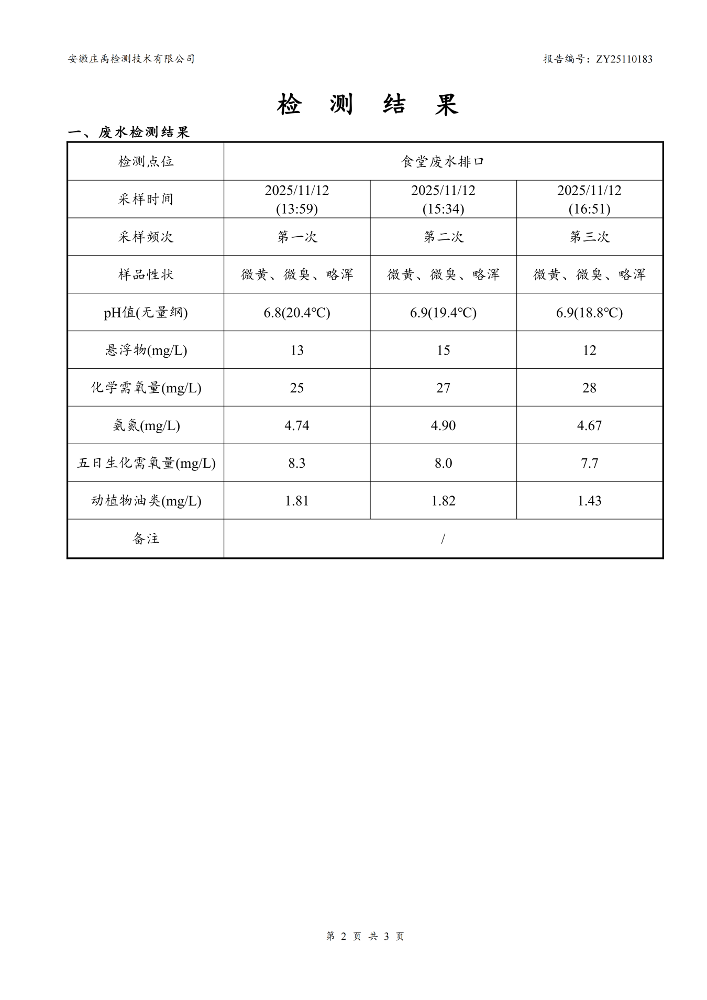 安徽庄禹检测技术有限公司 报告编号：ZY25110183
检 测 结 果
一、废水检测结果
检测点位 食堂废水排口
采样时间 2025/11/12 (13:59) 2025/11/12 (15:34) 2025/11/12 (16:51)
采样频次 第一次 第二次 第三次
样品性状 微黄、微臭、略浑 微黄、微臭、略浑 微黄、微臭、略浑
pH值(无量纲) 6.8(20.4℃) 6.9(19.4℃) 6.9(18.8℃)
悬浮物(mg/L) 13 15 12
化学需氧量(mg/L) 25 27 28
氨氮(mg/L) 4.74 4.90 4.67
五日生化需氧量(mg/L) 8.3 8.0 7.7
动植物油类(mg/L) 1.81 1.82 1.43
备注 /
第 2 页 共 3 页